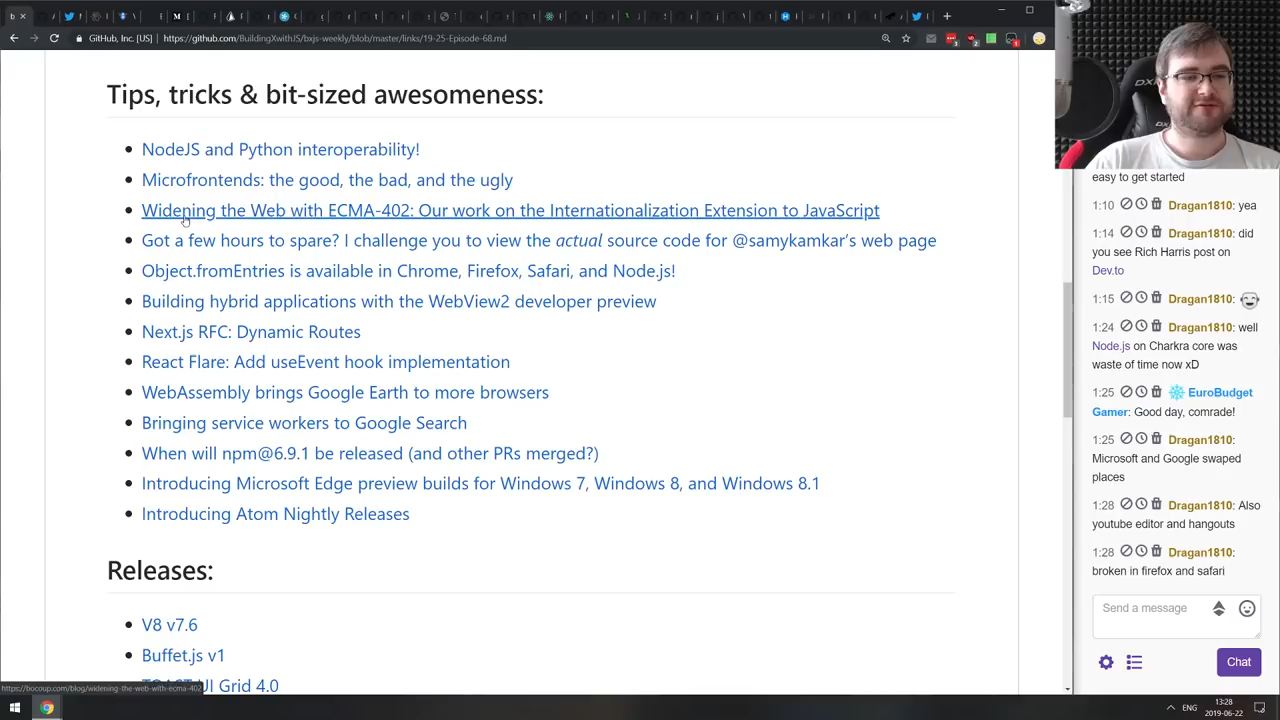 GitHub, Inc. [US] | https://github.com/BuildingXwithJS/bxjs-weekly/blob/master/links/19-25-Episode-68.md
Tips, tricks & bit-sized awesomeness:
NodeJS and Python interoperability!
Microfrontends: the good, the bad, and the ugly
Widening the Web with ECMA-402: Our work on the Internationalization Extension to JavaScript
Got a few hours to spare? I challenge you to view the actual source code for @samykamkar's web page
Object.fromEntries is available in Chrome, Firefox, Safari, and Node.js!
Building hybrid applications with the WebView2 developer preview
Next.js RFC: Dynamic Routes
React Flare: Add useEvent hook implementation
WebAssembly brings Google Earth to more browsers
Bringing service workers to Google Search
When will npm@6.9.1 be released (and other PRs merged?)
Introducing Microsoft Edge preview builds for Windows 7, Windows 8, and Windows 8.1
Introducing Atom Nightly Releases
Releases:
V8 v7.6
Buffet.js v1
TOAST UI Grid 4.0
https://bocoup.com/blog/widening-the-web-with-ecma-402
easy to get started
1:10 Dragan1810: yea
1:14 Dragan1810: did
you see Rich Harris post on
Dev.to
1:15 Dragan1810:
1:24 Dragan1810: well
Node.js on Charkra core was
waste of time now xD
1:25 EuroBudget
Gamer: Good day, comrade!
1:25 Dragan1810:
Microsoft and Google swaped
places
1:28 Dragan1810: Also
youtube editor and hangouts
1:28 Dragan1810:
broken in firefox and safari
Send a message
Chat
ENG
13:28
2019-06-22